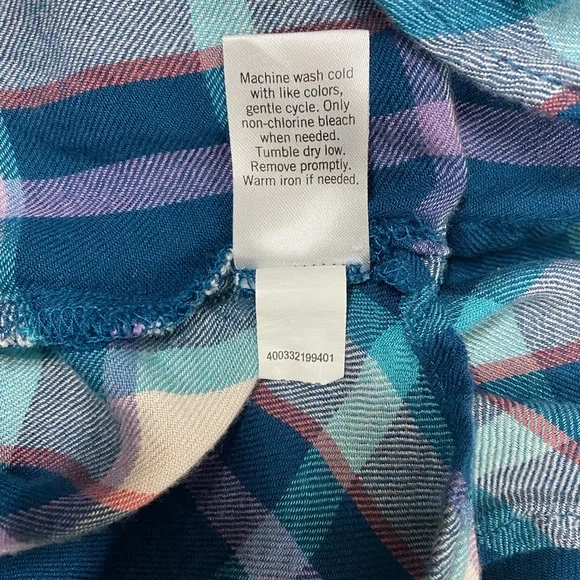 Machine wash cold
with like colors,
gentle cycle. Only
non-chlorine bleach
when needed.
Tumble dry low.
Remove promptly.
Warm iron if needed.
400332199401